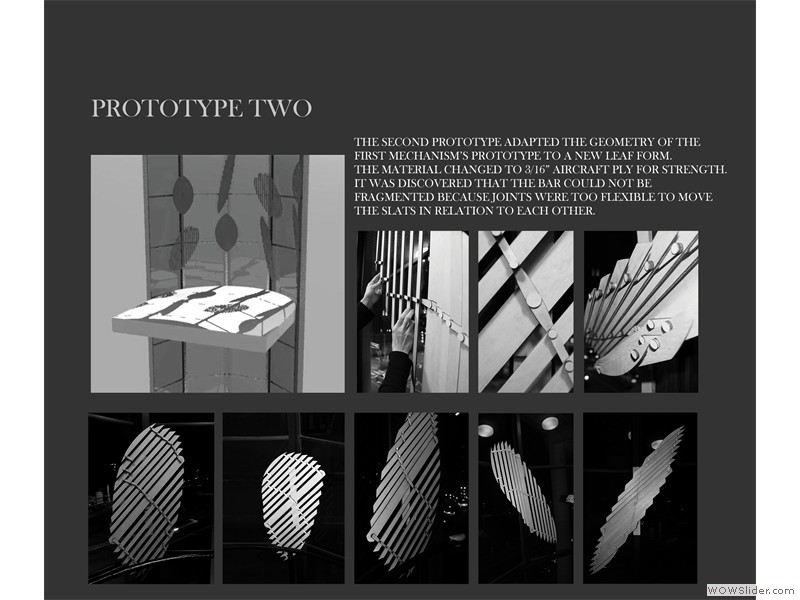 PROTOTYPE TWO
THE SECOND PROTOTYPE ADAPTED THE GEOMETRY OF THE
FIRST MECHANISM'S PROTOTYPE TO A NEW LEAF FORM.
THE MATERIAL CHANGED TO 3/16" AIRCRAFT PLY FOR STRENGTH.
IT WAS DISCOVERED THAT THE BAR COULD NOT BE
FRAGMENTED BECAUSE JOINTS WERE TOO FLEXIBLE TO MOVE
THE SLATS IN RELATION TO EACH OTHER.
WOWSlider.com